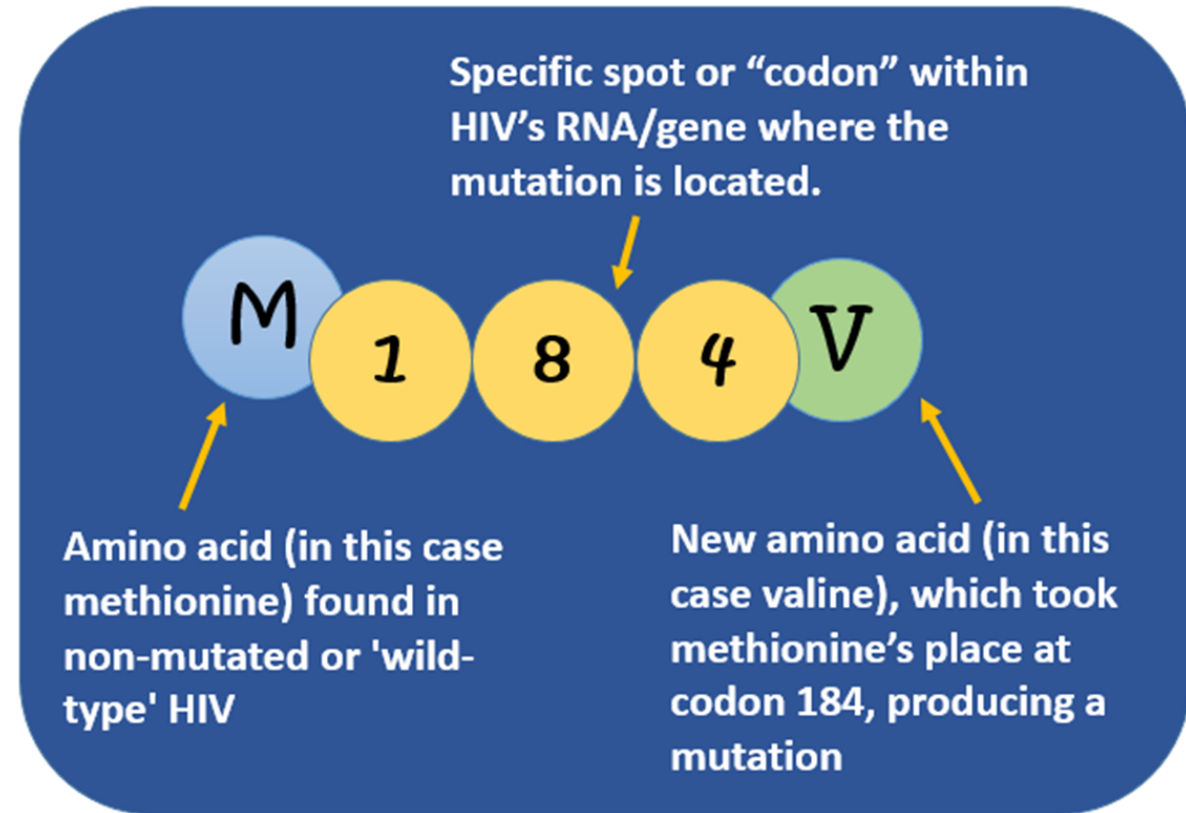 Specific spot or “codon” within
HIV’s RNA/gene where the
mutation is located.
M 1 8 4 V
Amino acid (in this case
methionine) found in
non-mutated or 'wild-
type' HIV
New amino acid (in this
case valine), which took
methionine’s place at
codon 184, producing a
mutation